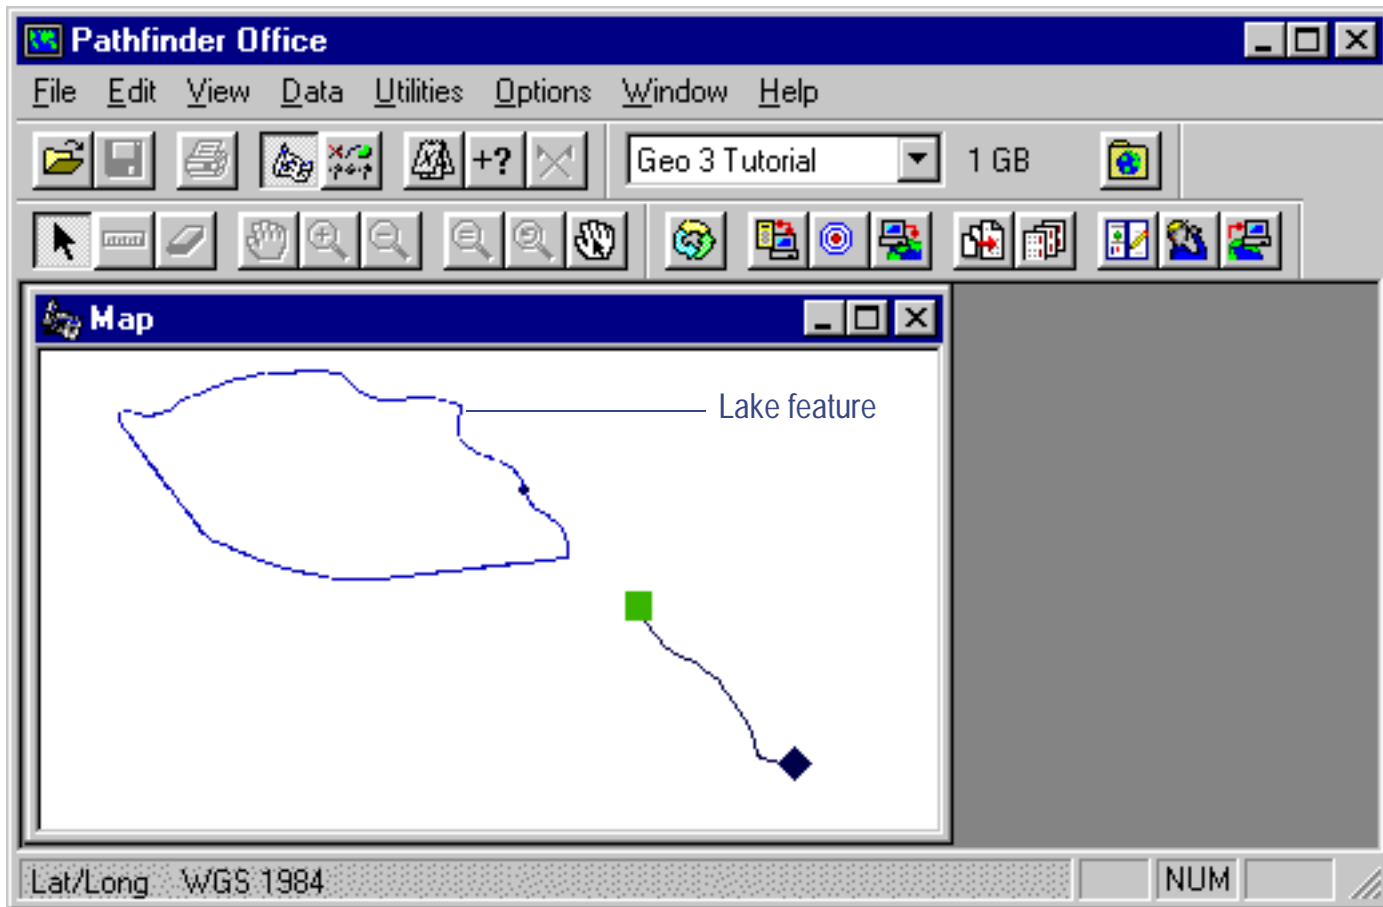 Pathfinder Office
File Edit View Data Utilities Options Window Help
+? Geo 3 Tutorial 1 GB
Map
Lake feature
Lat/Long WGS 1984 NUM